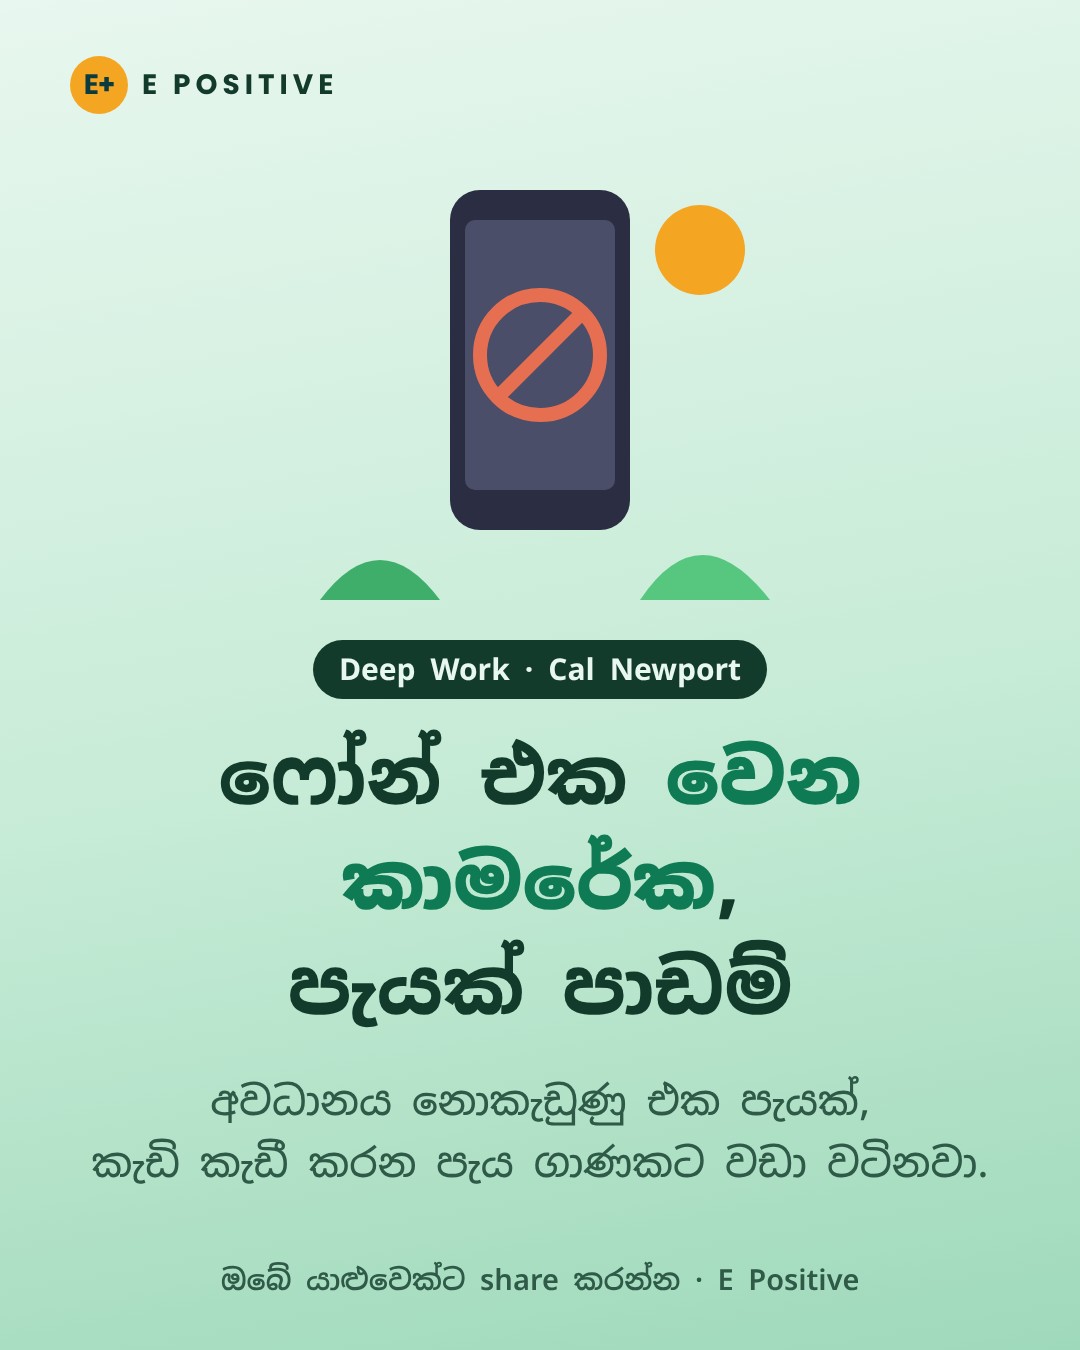 E+ E POSITIVE
Deep Work · Cal Newport
ෆෝන් එක වෙන
කාමරේක,
පැයක් පාඩම්
අවධානය නොකැඩුණු එක පැයක්,
කැඩි කැඩී කරන පැය ගාණකට වඩා වටිනවා.
ඔබේ යාළුවෙක්ට share කරන්න · E Positive